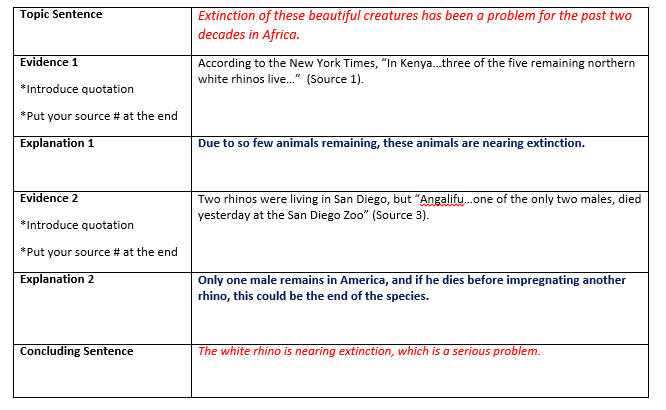 Topic Sentence
Extinction of these beautiful creatures has been a problem for the past two
decades in Africa.
Evidence 1
*Introduce quotation
*Put your source # at the end
According to the New York Times, “In Kenya…three of the five remaining northern
white rhinos live…”  (Source 1).
Explanation 1
Due to so few animals remaining, these animals are nearing extinction.
Evidence 2
*Introduce quotation
*Put your source # at the end
Two rhinos were living in San Diego, but “Angalifu…one of the only two males, died
yesterday at the San Diego Zoo” (Source 3).
Explanation 2
Only one male remains in America, and if he dies before impregnating another
rhino, this could be the end of the species.
Concluding Sentence
The white rhino is nearing extinction, which is a serious problem.